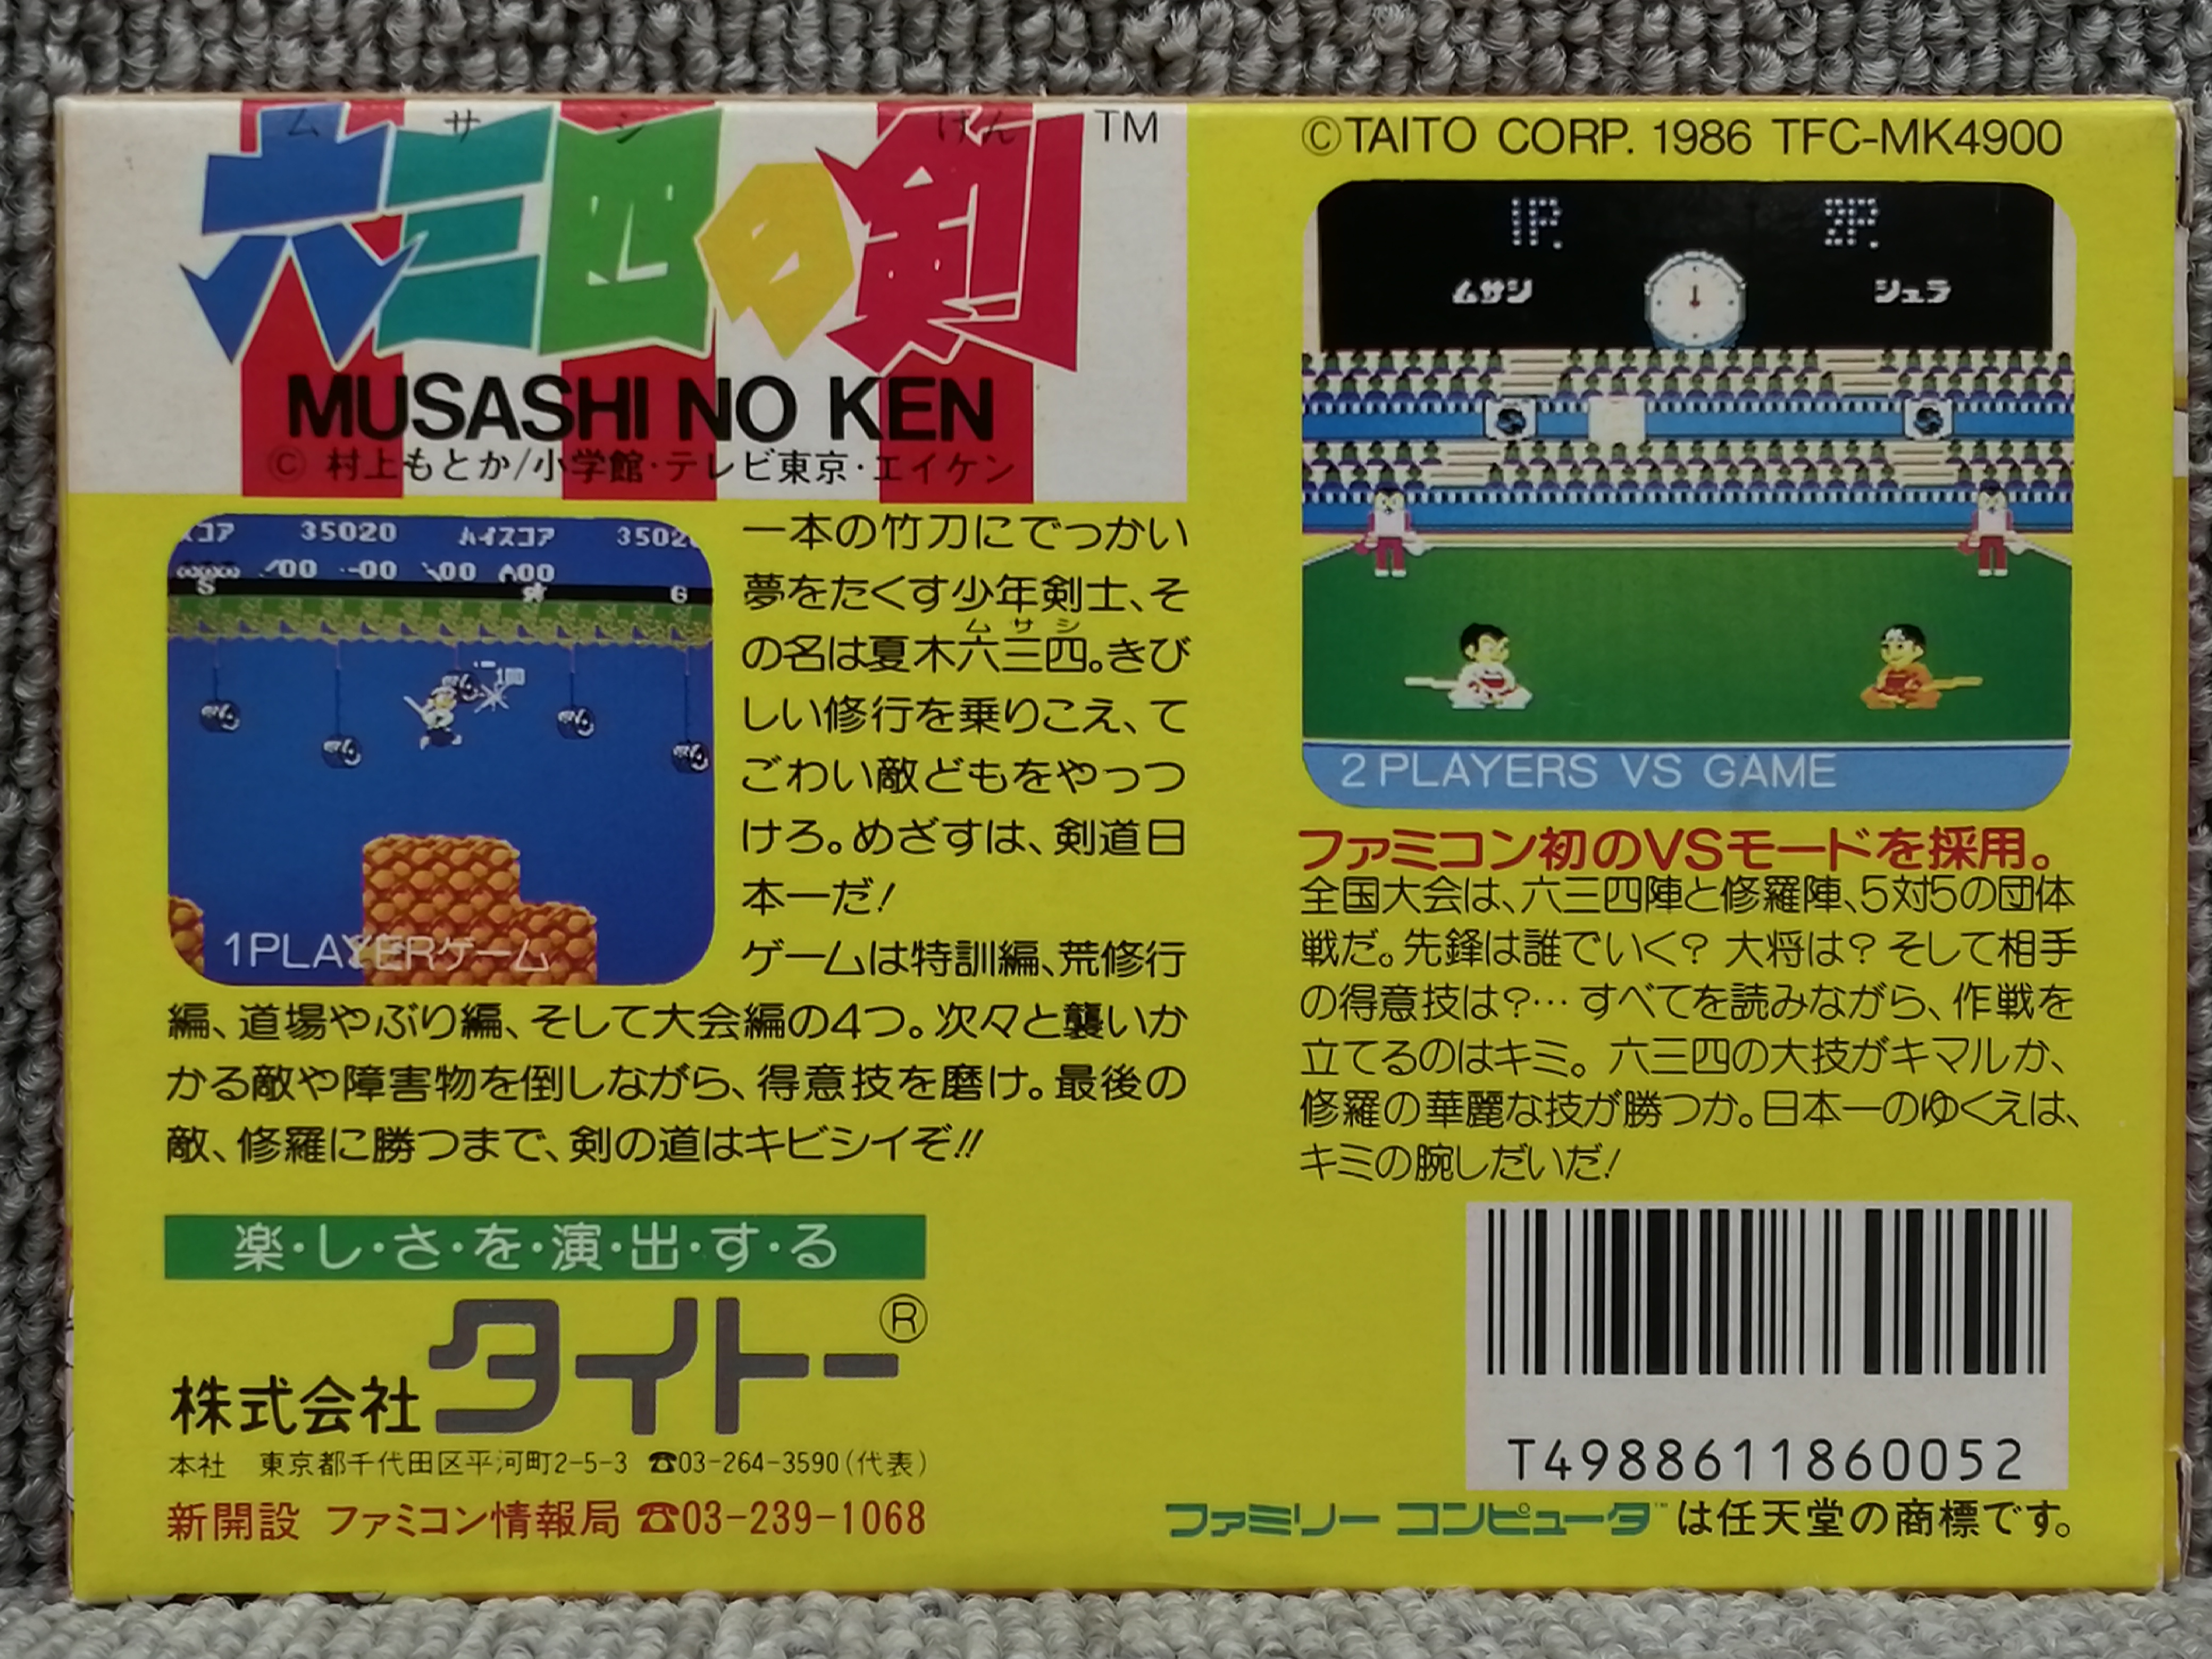 ムサシ けん
六三四の剣 TM
MUSASHI NO KEN
© 村上もとか/小学館・テレビ東京・エイケン
コア 35020 ハイスコア 3502
00 00 00 00
S G
100
1PLAYERゲーム
一本の竹刀にでっかい
夢をたくす少年剣士、そ
ムサシ
の名は夏木六三四。きび
しい修行を乗りこえ、て
ごわい敵どもをやっつ
けろ。めざすは、剣道日
本一だ!
ゲームは特訓編、荒修行
編、道場やぶり編、そして大会編の4つ。次々と襲いか
かる敵や障害物を倒しながら、得意技を磨け。最後の
敵、修羅に勝つまで、剣の道はキビシイぞ!!
楽・し・さ・を・演・出・す・る
株式会社タイトー®
本社 東京都千代田区平河町2-5-3 ☎03-264-3590(代表)
新開設 ファミコン情報局 ☎03-239-1068
©TAITO CORP. 1986 TFC-MK4900
1P. 2P.
ムサシ シュラ
2 PLAYERS VS GAME
ファミコン初のVSモードを採用。
全国大会は、六三四陣と修羅陣、5対5の団体
戦だ。先鋒は誰でいく? 大将は? そして相手
の得意技は?… すべてを読みながら、作戦を
立てるのはキミ。六三四の大技がキマルか、
修羅の華麗な技が勝つか。日本一のゆくえは、
キミの腕しだいだ!
T4988611860052
ファミリー コンピュータ™は任天堂の商標です。